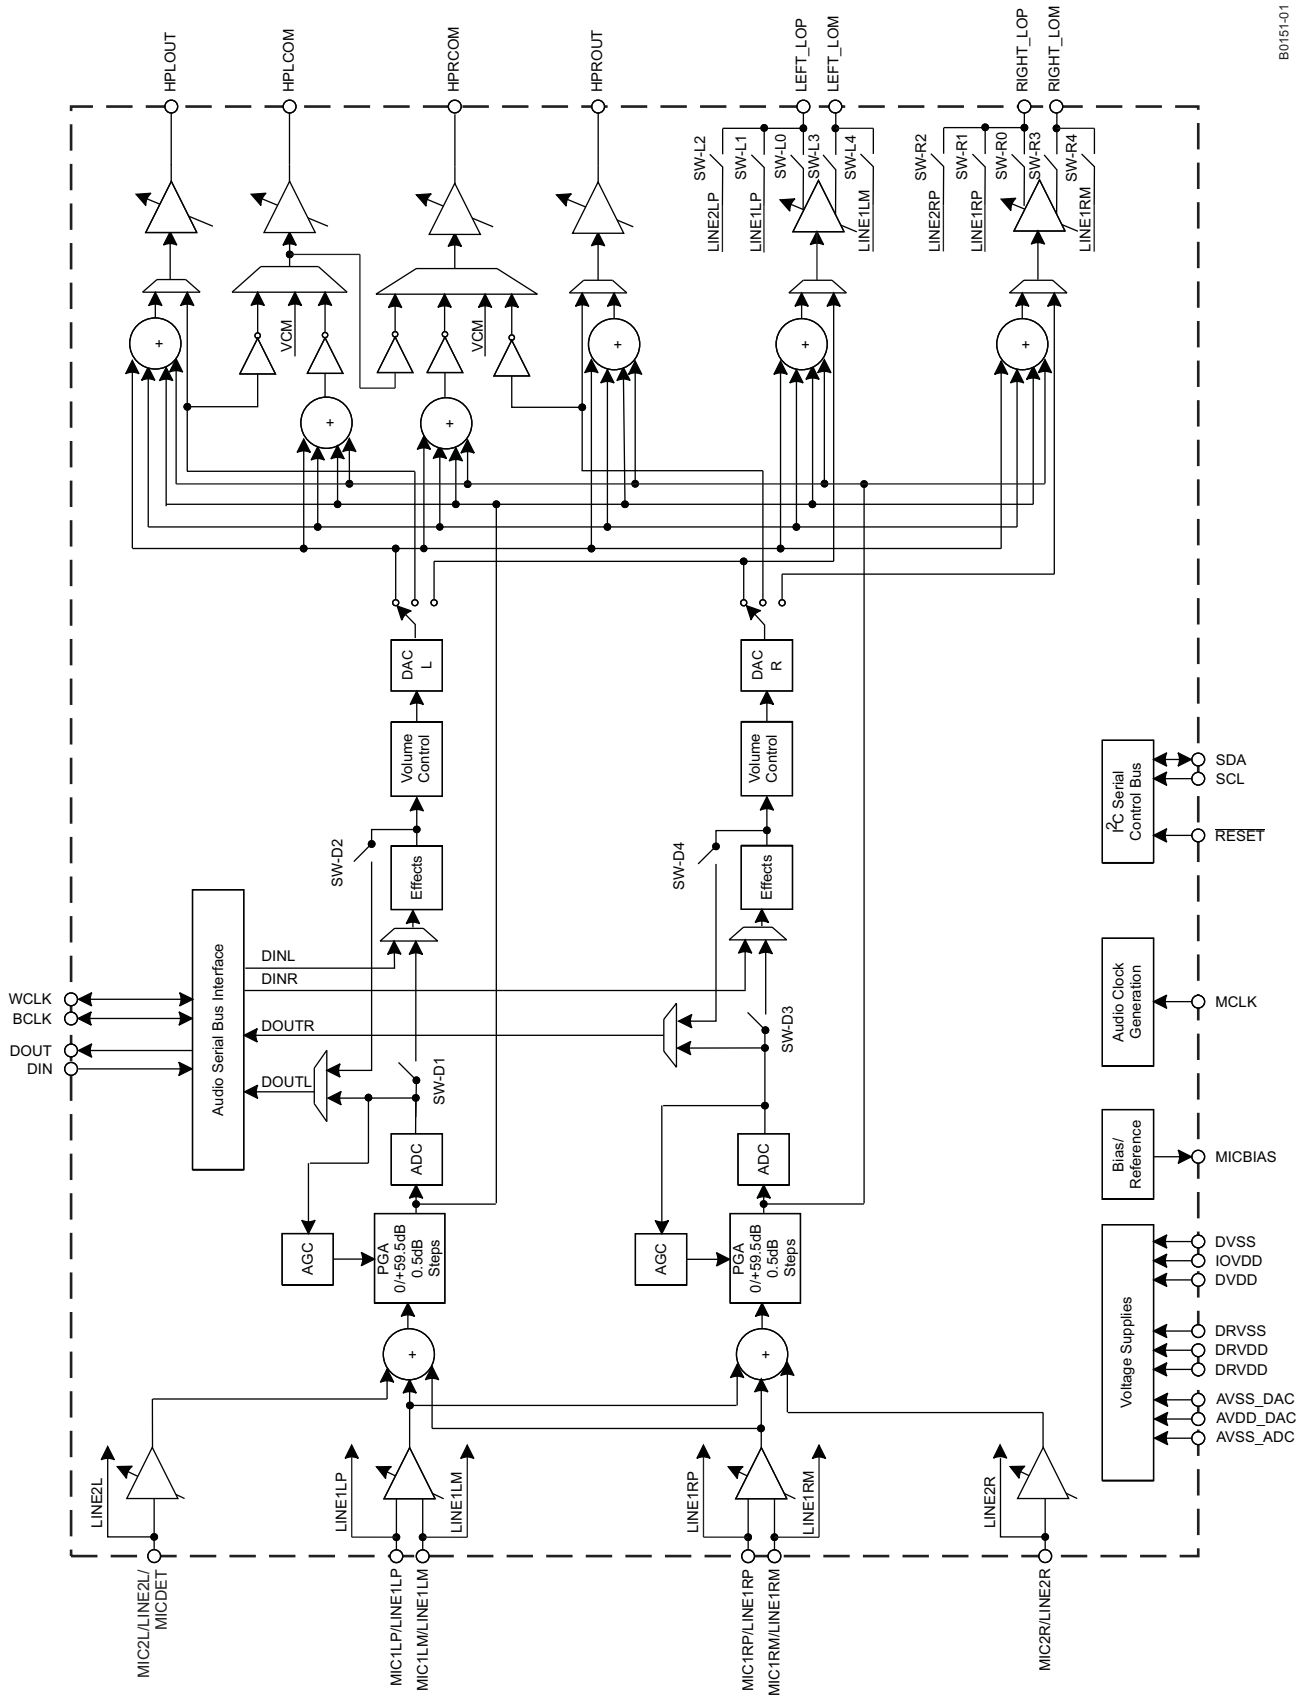 B0151-01
HPLOUT
HPLCOM
HPRCOM
HPROUT
LEFT_LOP
LEFT_LOM
RIGHT_LOP
RIGHT_LOM
SW-L2
SW-L1
SW-L0
SW-L3
SW-L4
LINE2LP
LINE1LP
LINE1LM
SW-R2
SW-R1
SW-R0
SW-R3
SW-R4
LINE2RP
LINE1RP
LINE1RM
VCM
VCM
+
+
+
+
+
+
DAC
L
DAC
R
Volume
Control
Volume
Control
SW-D2
SW-D4
Effects
Effects
I2C Serial
Control Bus
SDA
SCL
RESET
Audio Serial Bus Interface
DINL
DINR
DOUTR
DOUTL
WCLK
BCLK
DOUT
DIN
SW-D1
SW-D3
Audio Clock
Generation
MCLK
ADC
ADC
Bias/
Reference
MICBIAS
AGC
PGA
0/+59.5dB
0.5dB
Steps
AGC
PGA
0/+59.5dB
0.5dB
Steps
Voltage Supplies
DVSS
IOVDD
DVDD
DRVSS
DRVDD
DRVDD
AVSS_DAC
AVDD_DAC
AVSS_ADC
+
+
LINE2L
LINE1LP
LINE1LM
LINE1RP
LINE1RM
LINE2R
MIC2L/LINE2L/
MICDET
MIC1LP/LINE1LP
MIC1LM/LINE1LM
MIC1RP/LINE1RP
MIC1RM/LINE1RM
MIC2R/LINE2R